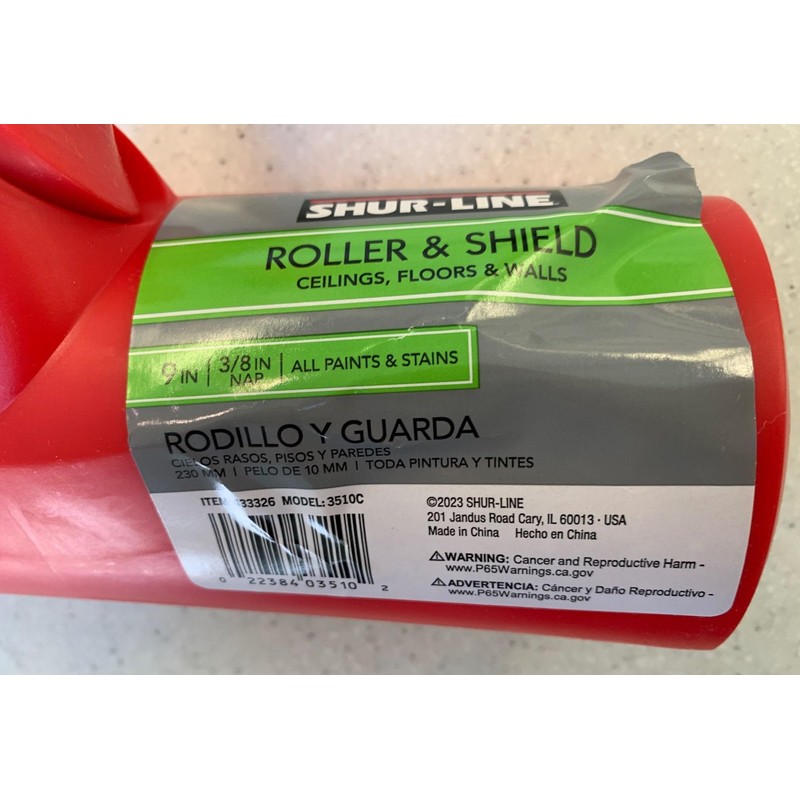 SHUR-LINE
ROLLER & SHIELD
CEILINGS, FLOORS & WALLS
9 IN | 3/8 IN NAP | ALL PAINTS & STAINS
RODILLO Y GUARDA
CIELOS RASOS, PISOS Y PAREDES
230 MM | PELO DE 10 MM | TODA PINTURA Y TINTES
MODEL: 3510C
0 22384 03510 2
©2023 SHUR-LINE
201 Jandus Road Cary, IL 60013 · USA
Made in China Hecho en China
⚠WARNING: Cancer and Reproductive Harm -
www.P65Warnings.ca.gov
⚠ADVERTENCIA: Cáncer y Daño Reproductivo -
www.P65Warnings.ca.gov